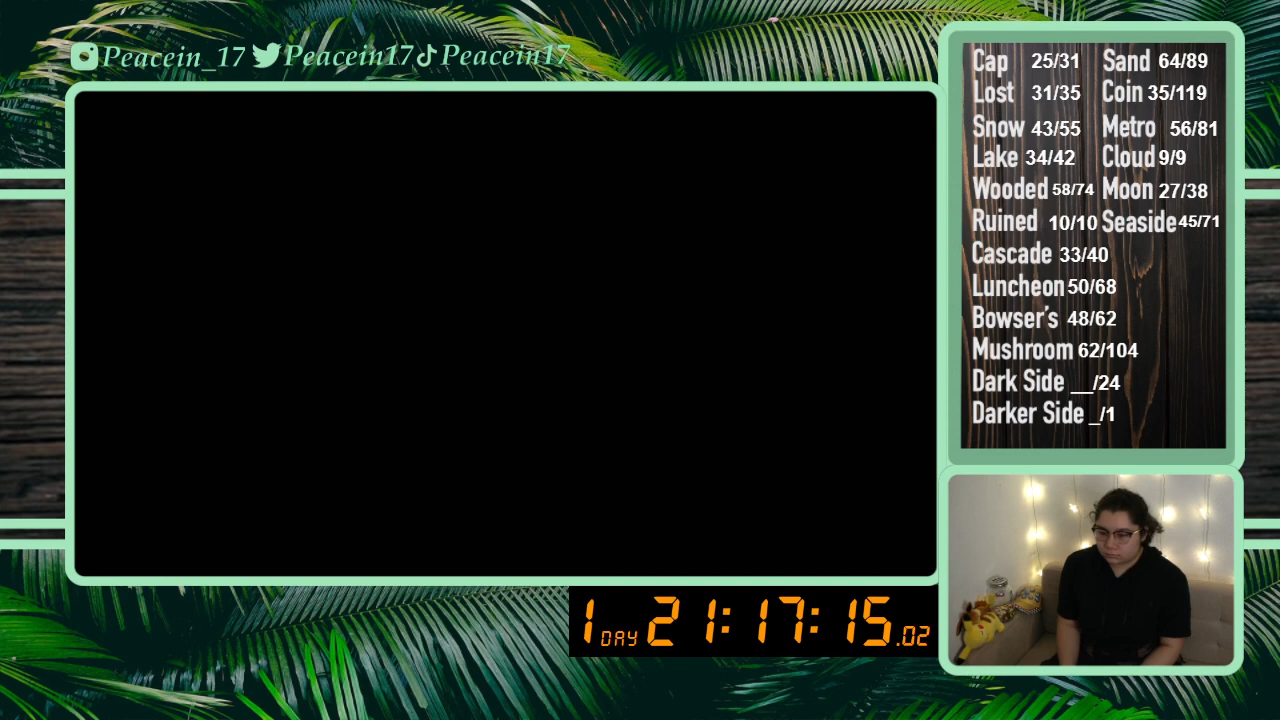 Peacein_17 Peacein17 Peacein17
Cap 25/31 Sand 64/89
Lost 31/35 Coin 35/119
Snow 43/55 Metro 56/81
Lake 34/42 Cloud 9/9
Wooded 58/74 Moon 27/38
Ruined 10/10 Seaside 45/71
Cascade 33/40
Luncheon 50/68
Bowser's 48/62
Mushroom 62/104
Dark Side __/24
Darker Side _/1
1 DAY 21:17:15.02